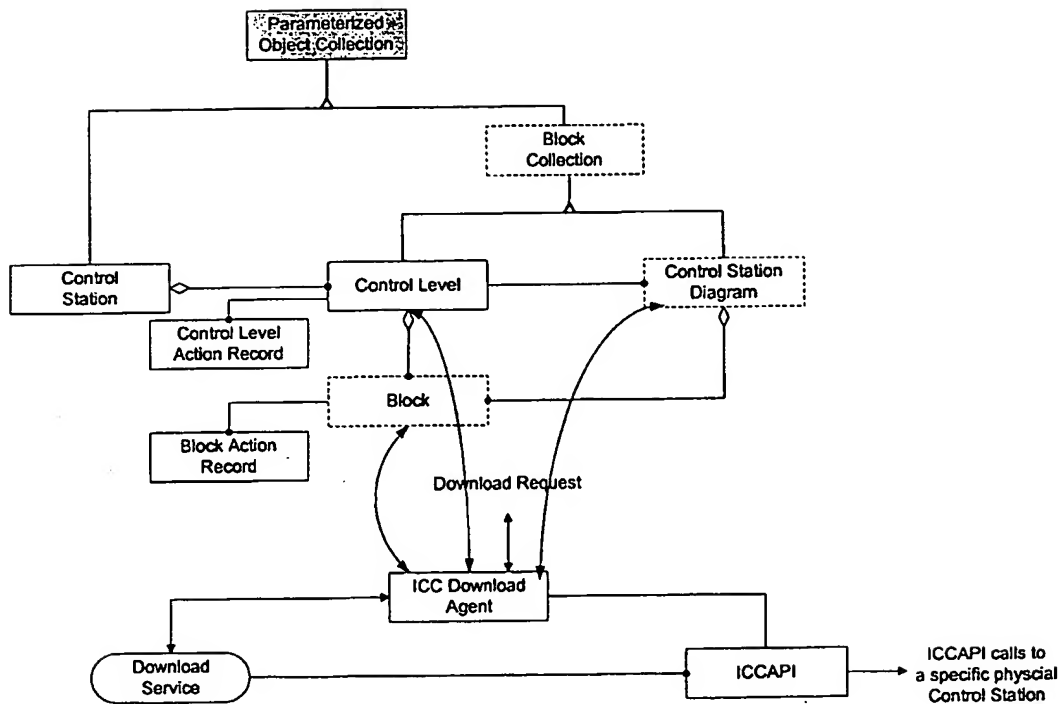 Parameterized
Object Collection
Block
Collection
Control
Station
Control Level
Control Station
Diagram
Control Level
Action Record
Block
Block Action
Record
Download Request
ICC Download
Agent
Download
Service
ICCAPI
ICCAPI calls to
a specific physcial
Control Station